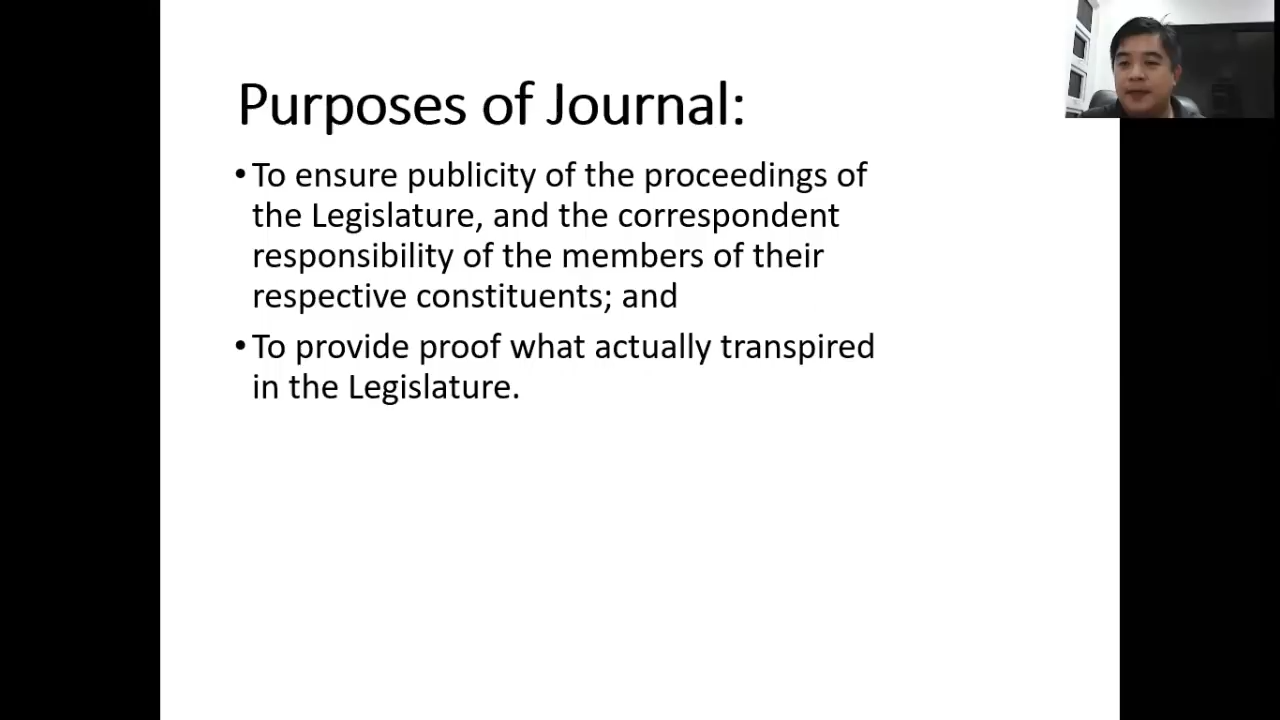 Purposes of Journal:
• To ensure publicity of the proceedings of
the Legislature, and the correspondent
responsibility of the members of their
respective constituents; and
• To provide proof what actually transpired
in the Legislature.